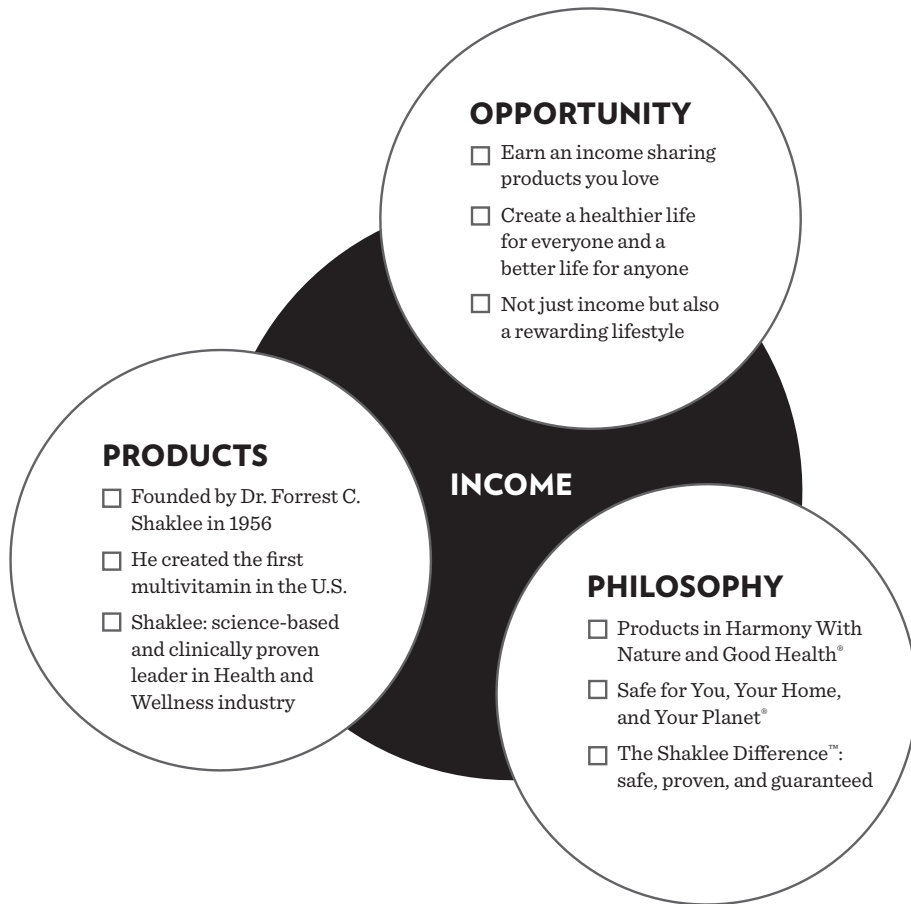 OPPORTUNITY
Earn an income sharing
products you love
Create a healthier life
for everyone and a
better life for anyone
Not just income but also
a rewarding lifestyle
PRODUCTS
Founded by Dr. Forrest C.
Shaklee in 1956
He created the first
multivitamin in the U.S.
Shaklee: science-based
and clinically proven
leader in Health and
Wellness industry
INCOME
PHILOSOPHY
Products in Harmony With
Nature and Good Health®
Safe for You, Your Home,
and Your Planet®
The Shaklee Difference™:
safe, proven, and guaranteed